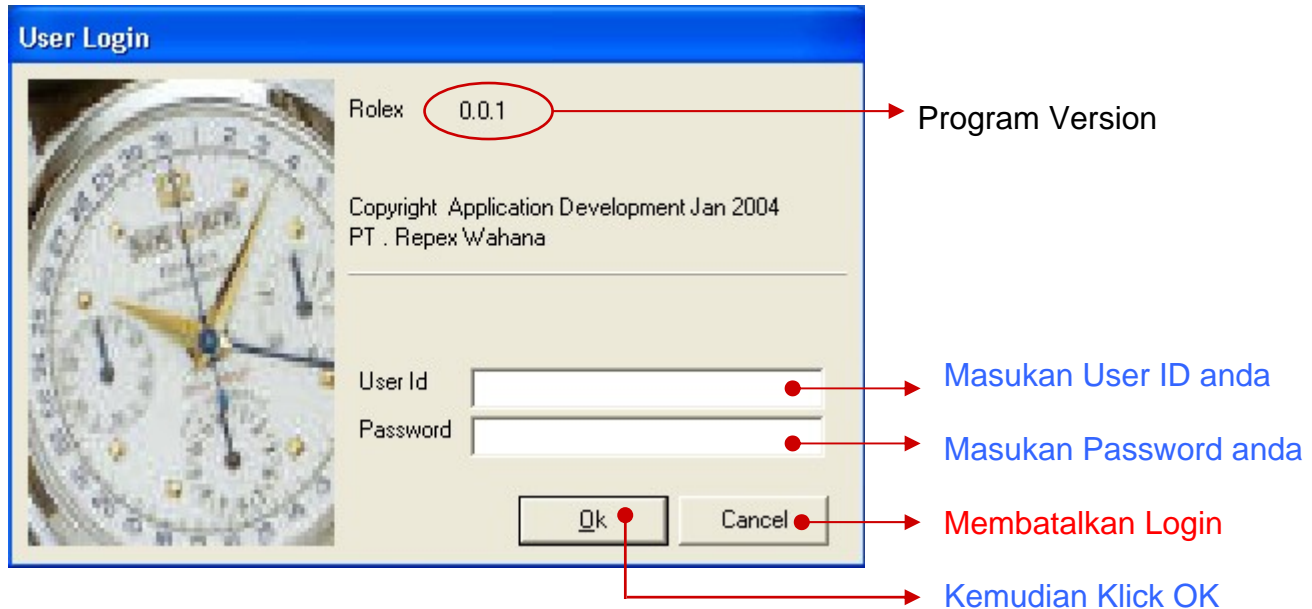 User Login
Rolex 0.0.1
Program Version
Copyright Application Development Jan 2004
PT . Repex Wahana
User Id
Masukan User ID anda
Password
Masukan Password anda
Ok Cancel
Membatalkan Login
Kemudian Klick OK